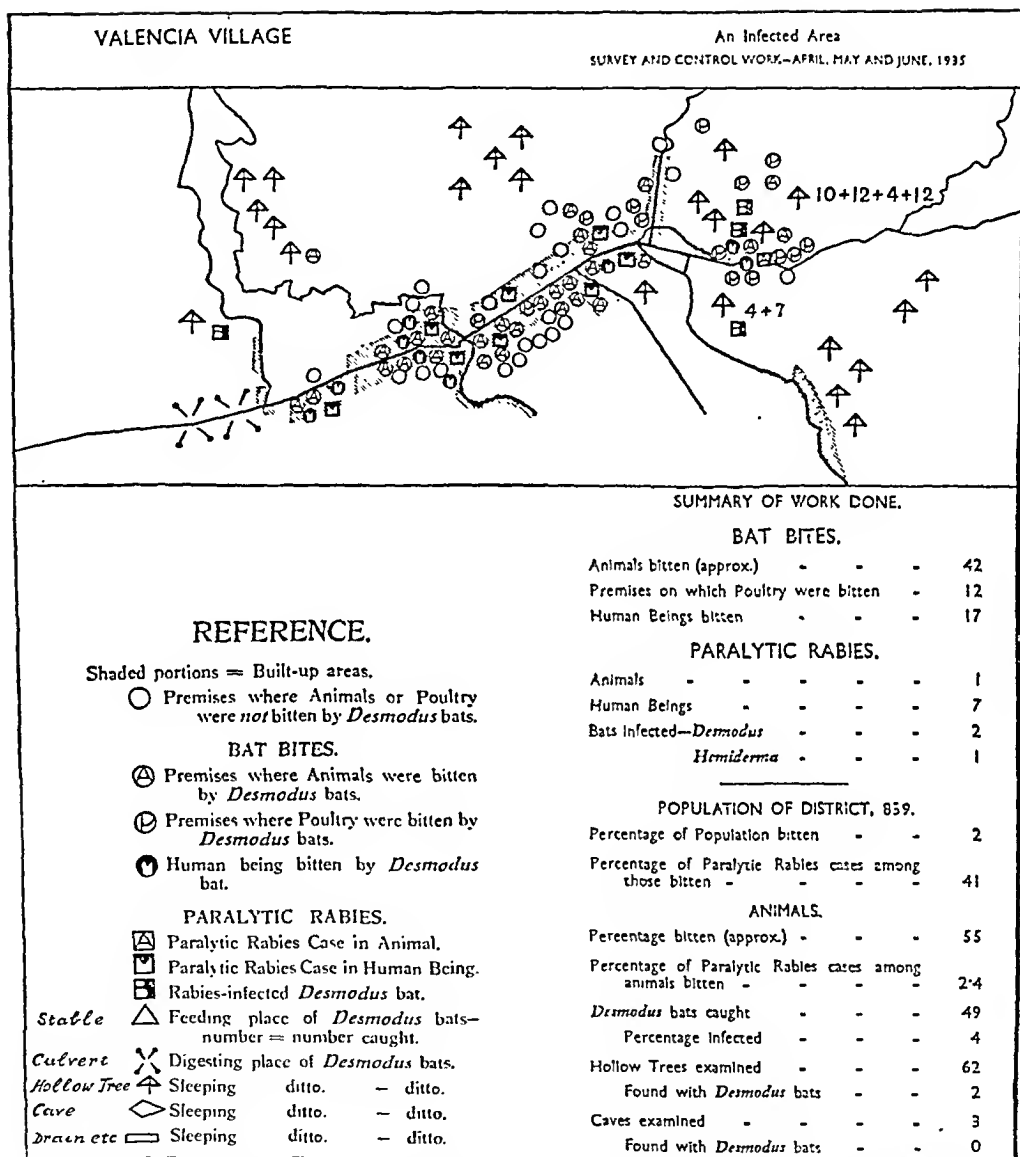 VALENCIA VILLAGE
An Infected Area
SURVEY AND CONTROL WORK—APRIL, MAY AND JUNE, 1935
10+12+4+12
4+7
REFERENCE.
Shaded portions = Built-up areas.
Premises where Animals or Poultry
were not bitten by Desmodus bats.
BAT BITES.
A Premises where Animals were bitten
by Desmodus bats.
P Premises where Poultry were bitten by
Desmodus bats.
Human being bitten by Desmodus
bat.
PARALYTIC RABIES.
A Paralytic Rabies Case in Animal.
Paralytic Rabies Case in Human Being.
Rabies-infected Desmodus bat.
Stable Feeding place of Desmodus bats—
number = number caught.
Culvert Digesting place of Desmodus bats.
Hollow Tree Sleeping ditto. — ditto.
Cave Sleeping ditto. — ditto.
Drain etc Sleeping ditto. — ditto.
SUMMARY OF WORK DONE.
BAT BITES.
Animals bitten (approx.) - - - 42
Premises on which Poultry were bitten - 12
Human Beings bitten - - - 17
PARALYTIC RABIES.
Animals - - - - - 1
Human Beings - - - - 7
Bats Infected—Desmodus - - - 2
Hemiderma - - - 1
POPULATION OF DISTRICT, 839.
Percentage of Population bitten - - 2
Percentage of Paralytic Rabies cases among
those bitten - - - - - 41
ANIMALS.
Percentage bitten (approx.) - - - 55
Percentage of Paralytic Rabies cases among
animals bitten - - - - 2·4
Desmodus bats caught - - - 49
Percentage Infected - - - 4
Hollow Trees examined - - - 62
Found with Desmodus bats - - 2
Caves examined - - - - 3
Found with Desmodus bats - - 0